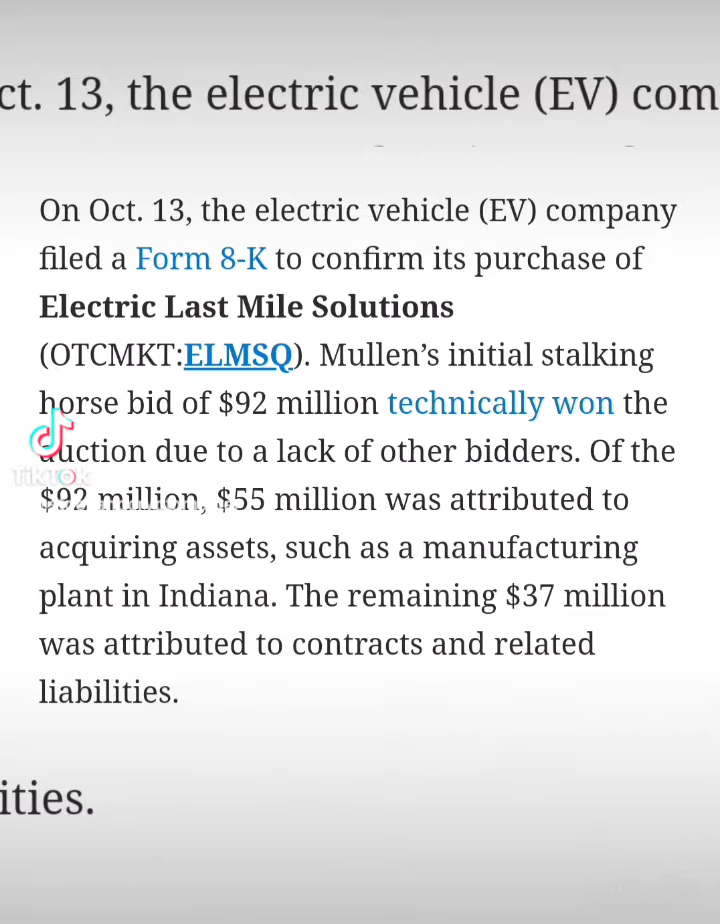 ct. 13, the electric vehicle (EV) com
On Oct. 13, the electric vehicle (EV) company
filed a Form 8-K to confirm its purchase of
Electric Last Mile Solutions
(OTCMKT:ELMSQ). Mullen’s initial stalking
horse bid of $92 million technically won the
auction due to a lack of other bidders. Of the
TikTok
$92 million, $55 million was attributed to
acquiring assets, such as a manufacturing
plant in Indiana. The remaining $37 million
was attributed to contracts and related
liabilities.
ities.